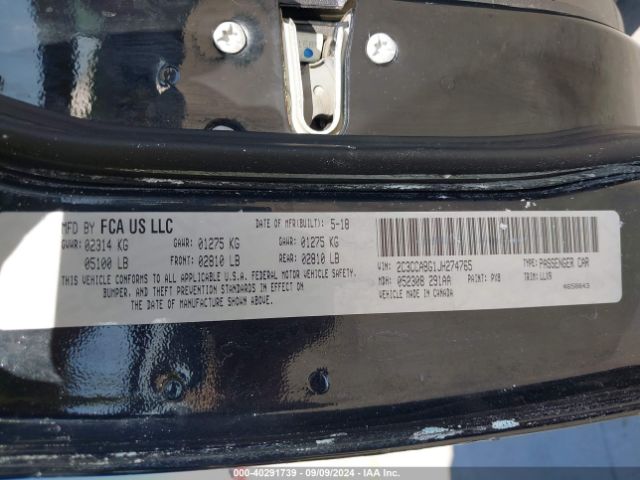 MFD BY FCA US LLC DATE OF MFR(BUILT): 5-18
GVWR: 02314 KG GAWR: 01275 KG GAWR: 01275 KG
05100 LB FRONT: 02810 LB REAR: 02810 LB
THIS VEHICLE CONFORMS TO ALL APPLICABLE U.S.A. FEDERAL MOTOR VEHICLE SAFETY,
BUMPER, AND THEFT PREVENTION STANDARDS IN EFFECT ON
THE DATE OF MANUFACTURE SHOWN ABOVE.
VIN: 2C3CCABG1JH274765 TYPE: PASSENGER CAR
MDH: 052308 291AA PAINT: PX8 TRIM: LLX9
VEHICLE MADE IN CANADA 4658643
000-40291739 - 09/09/2024 - IAA Inc.